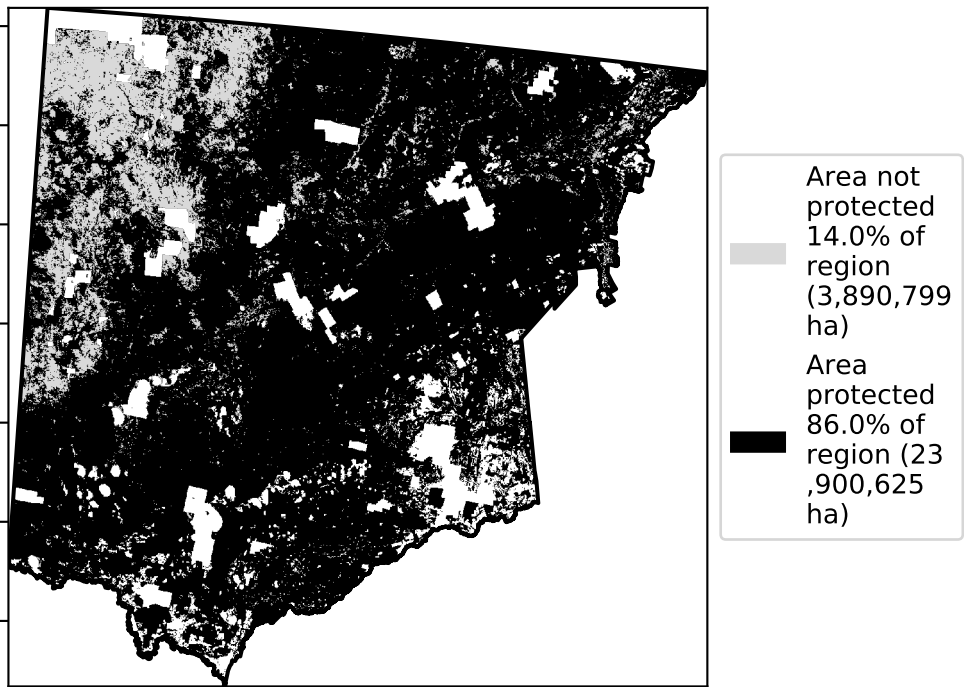 Area not
protected
14.0% of
region
(3,890,799
ha)
Area
protected
86.0% of
region (23
,900,625
ha)